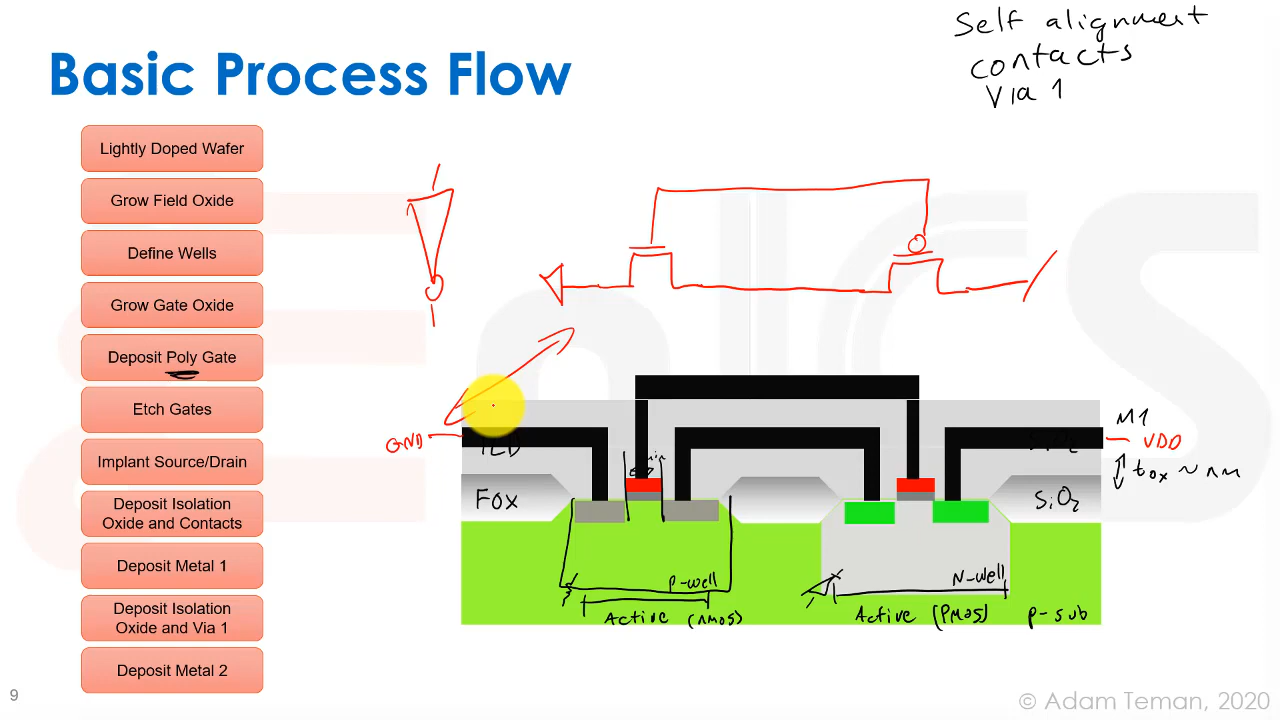 Self alignment
contacts
Via 1
Basic Process Flow
Lightly Doped Wafer
Grow Field Oxide
Define Wells
Grow Gate Oxide
Deposit Poly Gate
Etch Gates
Implant Source/Drain
Deposit Isolation
Oxide and Contacts
Deposit Metal 1
Deposit Isolation
Oxide and Via 1
Deposit Metal 2
M1
GND
ILD
SiO2
VDD
tox ~ nm
FOX
SiO2
P-well
N-well
Active (nMOS)
Active (PMOS)
P-sub
9
© Adam Teman, 2020